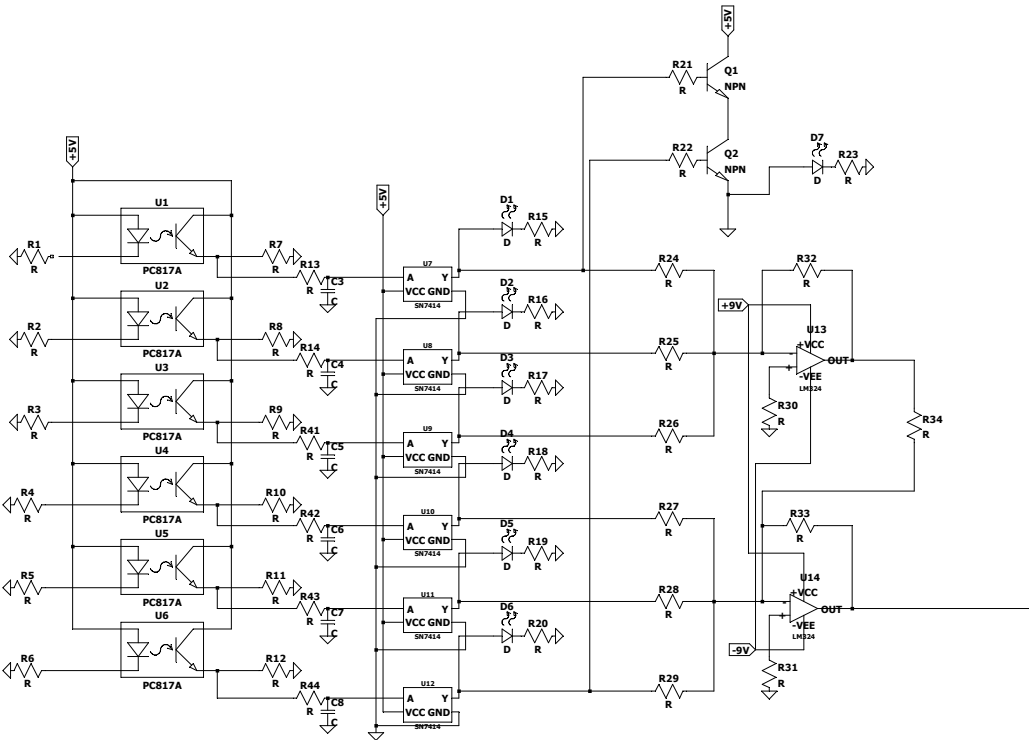 +5V
R21
R
Q1
NPN
R22
R
Q2
NPN
D7
D
R23
R
+5V
+5V
U1
PC817A
R1
R
R7
R
R13
R
C3
C
U7
A Y
VCC GND
SN7414
D1
D
R15
R
R24
R
R32
R
U2
PC817A
R2
R
R8
R
R14
R
C4
C
U8
A Y
VCC GND
SN7414
D2
D
R16
R
R25
R
+9V
U13
+VCC
-
+
OUT
-VEE
LM324
R30
R
R34
R
U3
PC817A
R3
R
R9
R
R41
R
C5
C
U9
A Y
VCC GND
SN7414
D3
D
R17
R
R26
R
U4
PC817A
R4
R
R10
R
R42
R
C6
C
U10
A Y
VCC GND
SN7414
D4
D
R18
R
R27
R
R33
R
U5
PC817A
R5
R
R11
R
R43
R
C7
C
U11
A Y
VCC GND
SN7414
D5
D
R19
R
R28
R
U14
+VCC
-
+
OUT
-VEE
LM324
-9V
R31
R
U6
PC817A
R6
R
R12
R
R44
R
C8
C
U12
A Y
VCC GND
SN7414
D6
D
R20
R
R29
R